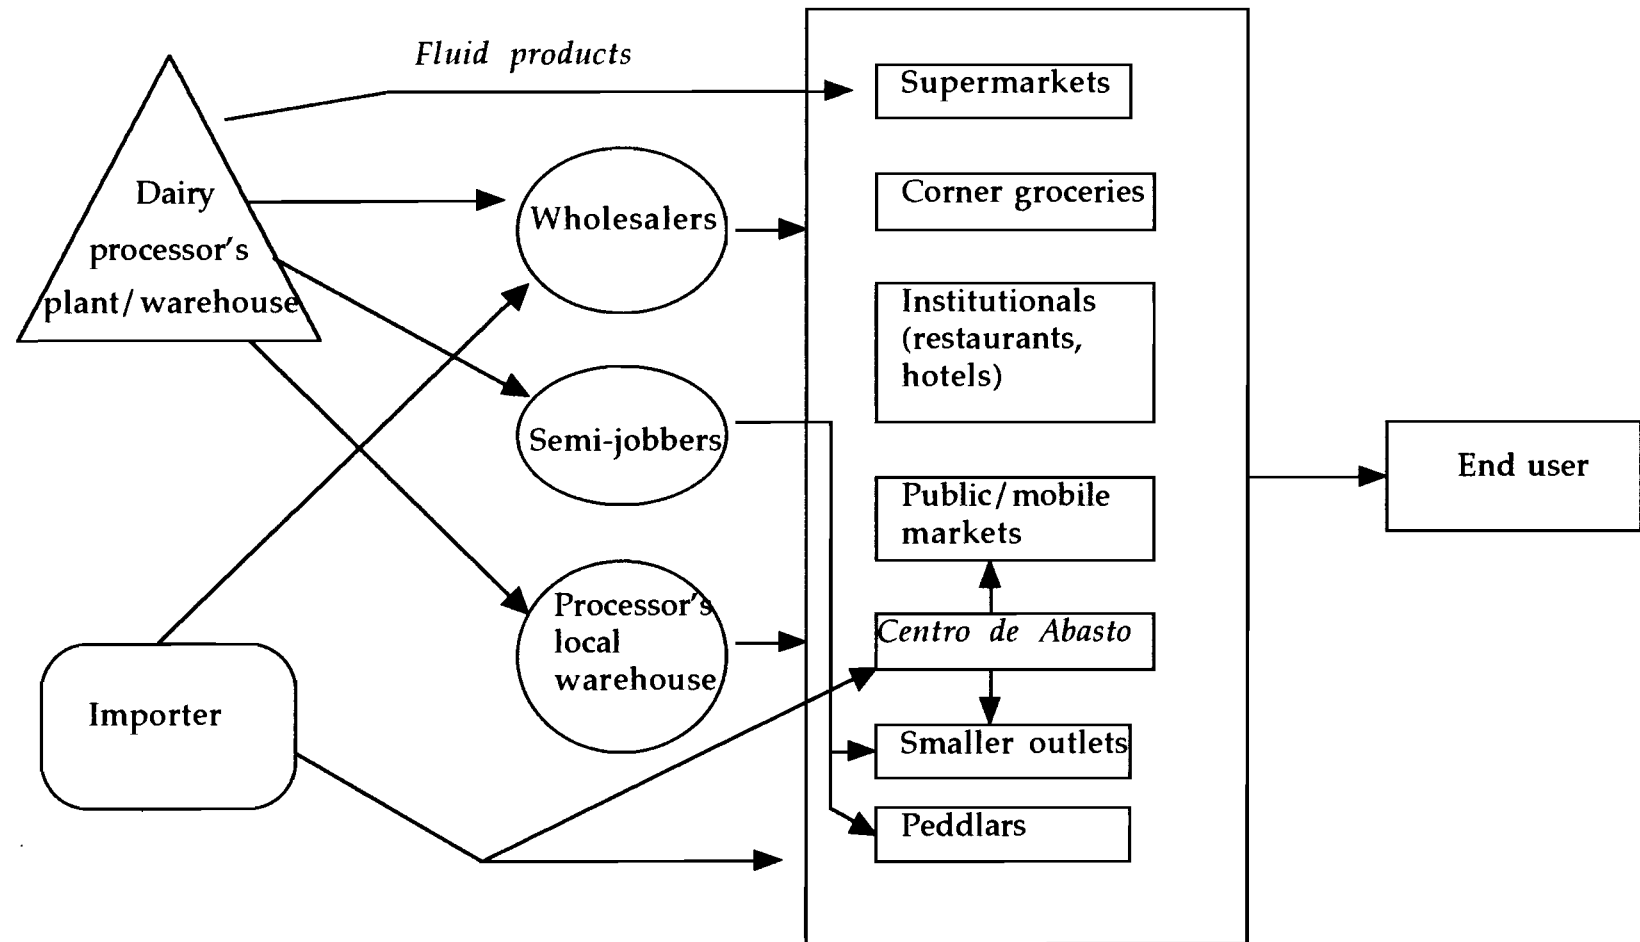 Fluid products
Supermarkets
Dairy
processor's
plant/warehouse
Wholesalers
Corner groceries
Institutionals
(restaurants,
hotels)
Semi-jobbers
Public/mobile
markets
End user
Processor's
local
warehouse
Centro de Abasto
Importer
Smaller outlets
Peddlars